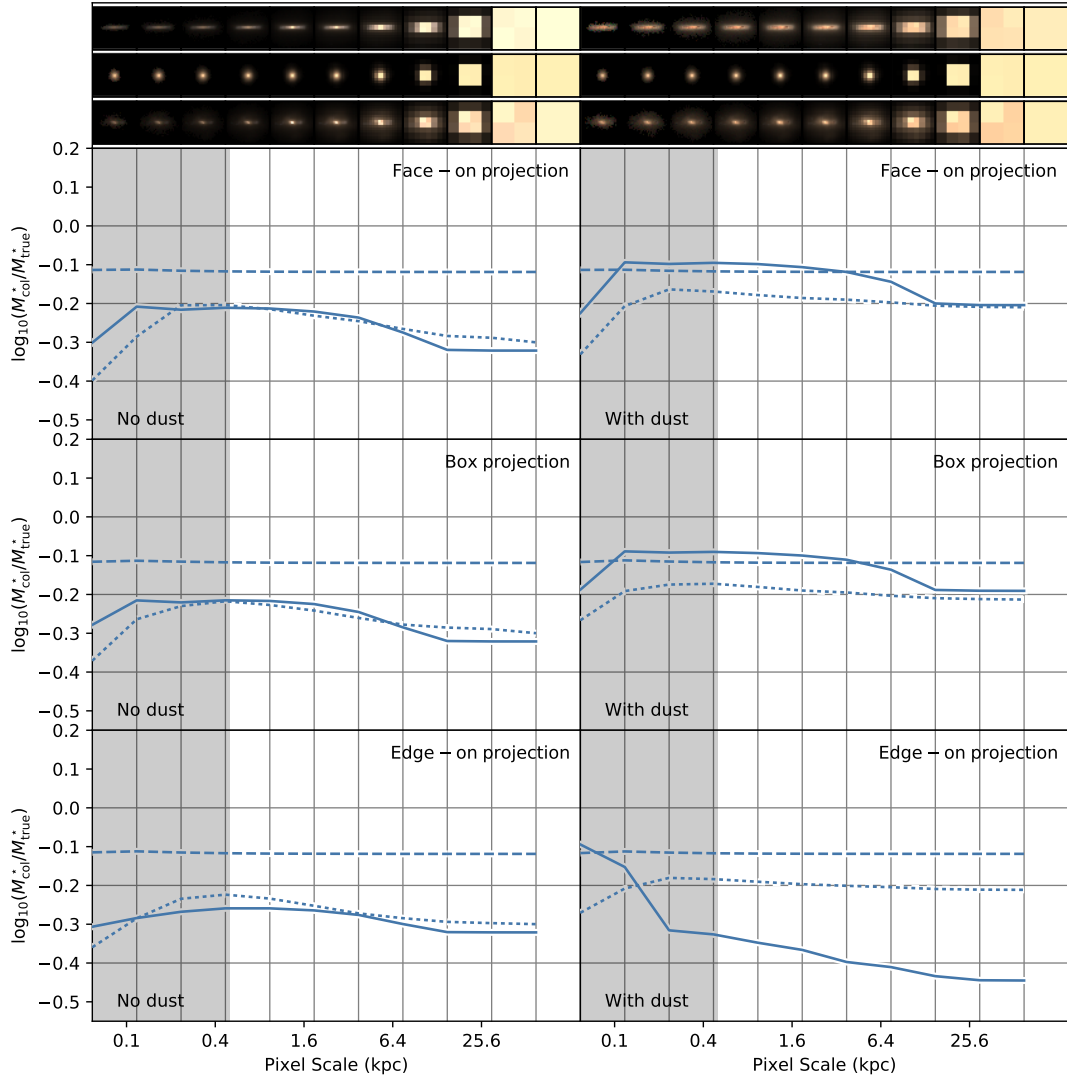 Face − on projection
Face − on projection
0.2
0.1
0.0
−0.1
−0.2
−0.3
−0.4
−0.5
log₁₀(M*col/M*true)
No dust
With dust
Box projection
Box projection
0.2
0.1
0.0
−0.1
−0.2
−0.3
−0.4
−0.5
log₁₀(M*col/M*true)
No dust
With dust
Edge − on projection
Edge − on projection
0.2
0.1
0.0
−0.1
−0.2
−0.3
−0.4
−0.5
log₁₀(M*col/M*true)
No dust
With dust
0.1 0.4 1.6 6.4 25.6
0.1 0.4 1.6 6.4 25.6
Pixel Scale (kpc)
Pixel Scale (kpc)